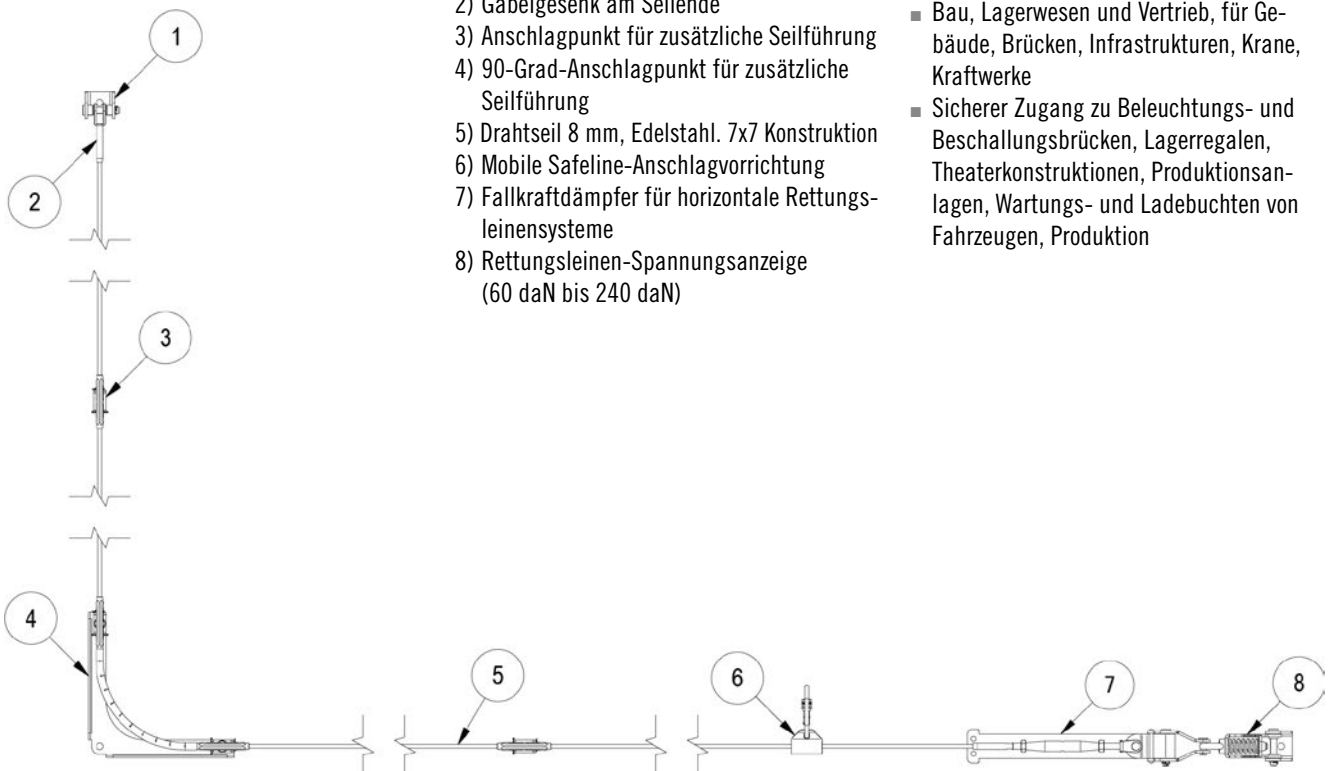 2) Gabelgesenk am Seilende
3) Anschlagpunkt für zusätzliche Seilführung
4) 90-Grad-Anschlagpunkt für zusätzliche
Seilführung
5) Drahtseil 8 mm, Edelstahl. 7x7 Konstruktion
6) Mobile Safeline-Anschlagvorrichtung
7) Fallkraftdämpfer für horizontale Rettungs-
leinensysteme
8) Rettungsleinen-Spannungsanzeige
(60 daN bis 240 daN)
■ Bau, Lagerwesen und Vertrieb, für Ge-
bäude, Brücken, Infrastrukturen, Krane,
Kraftwerke
■ Sicherer Zugang zu Beleuchtungs- und
Beschallungsbrücken, Lagerregalen,
Theaterkonstruktionen, Produktionsan-
lagen, Wartungs- und Ladebuchten von
Fahrzeugen, Produktion
1
2
3
4
5
6
7
8